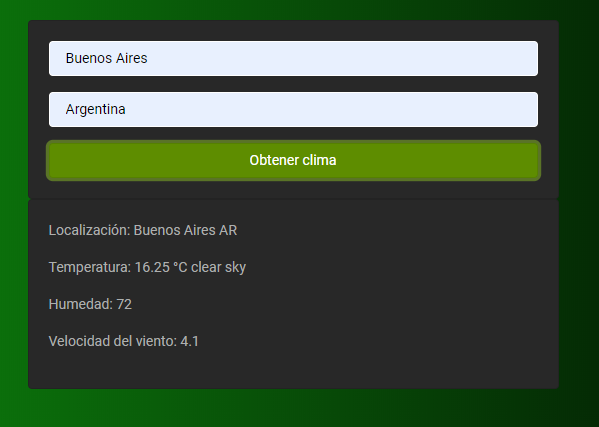 Buenos Aires
Argentina
Obtener clima
Localización: Buenos Aires AR
Temperatura: 16.25 °C clear sky
Humedad: 72
Velocidad del viento: 4.1